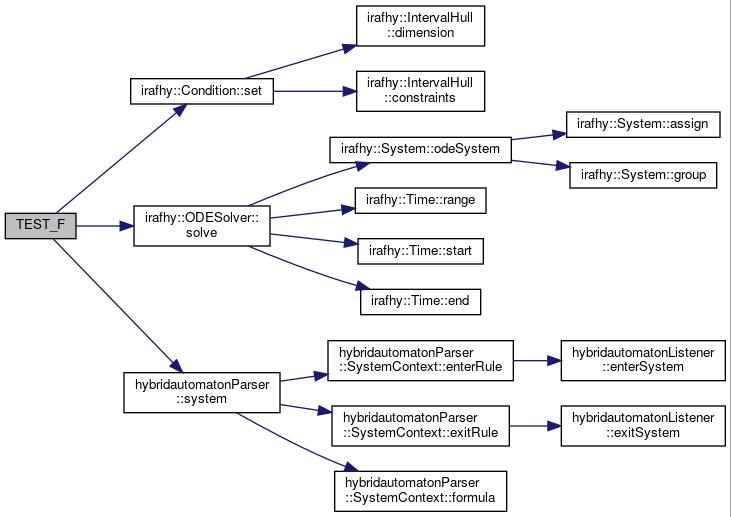 TEST_F
irafhy::Condition::set
irafhy::IntervalHull
::dimension
irafhy::IntervalHull
::constraints
irafhy::ODESolver::
solve
irafhy::System::odeSystem
irafhy::System::assign
irafhy::System::group
irafhy::Time::range
irafhy::Time::start
irafhy::Time::end
hybridautomatonParser
::system
hybridautomatonParser
::SystemContext::enterRule
hybridautomatonListener
::enterSystem
hybridautomatonParser
::SystemContext::exitRule
hybridautomatonListener
::exitSystem
hybridautomatonParser
::SystemContext::formula